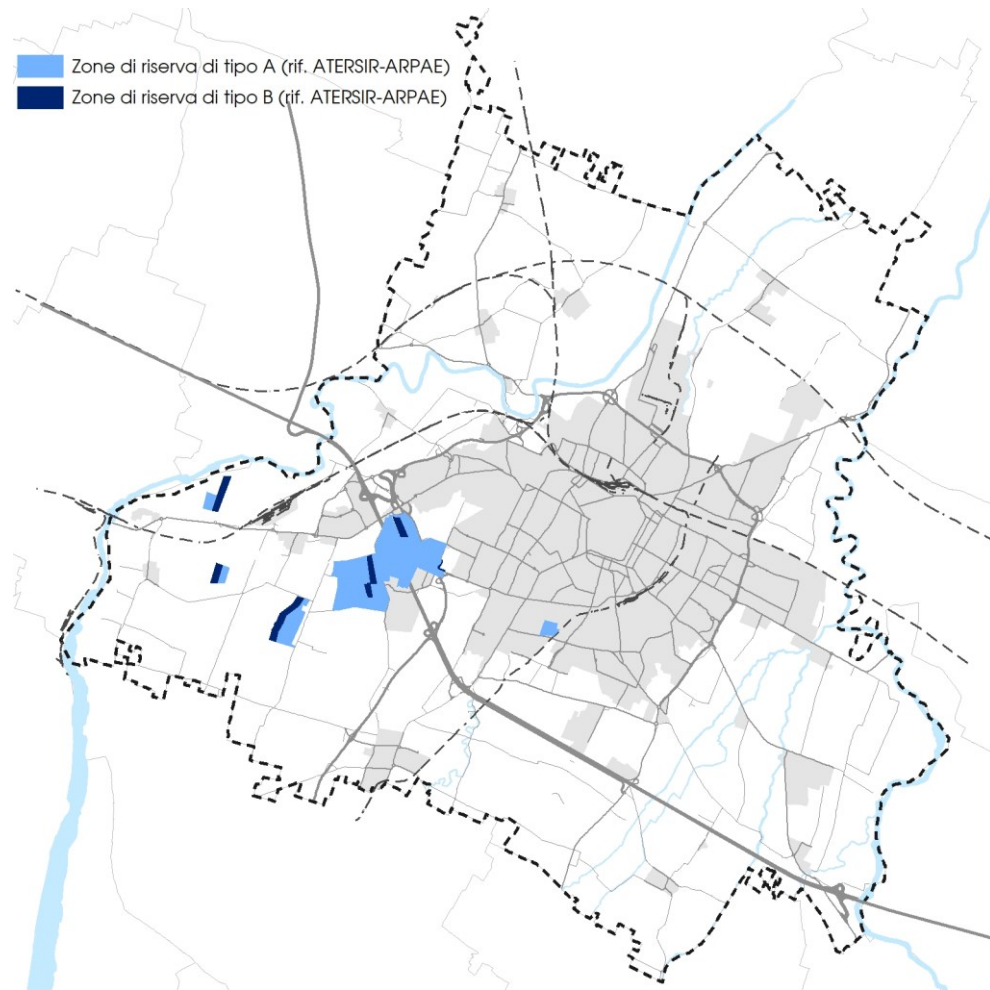 Zone di riserva di tipo A (rif. ATERSIR-ARPAE)
Zone di riserva di tipo B (rif. ATERSIR-ARPAE)